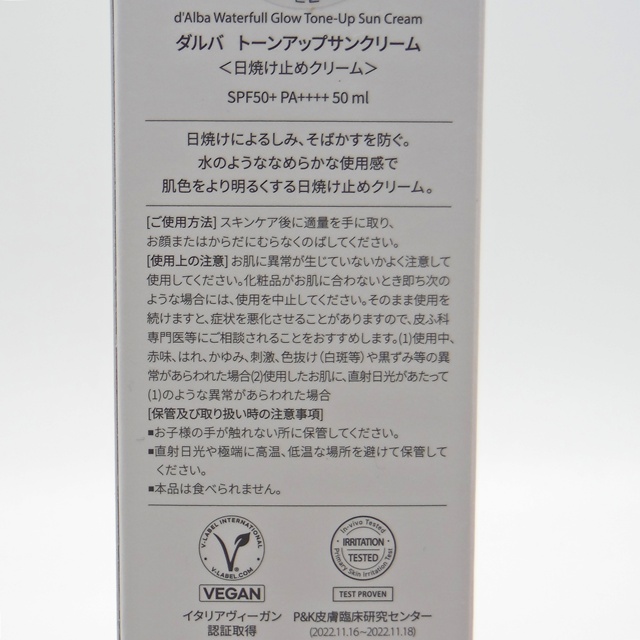 d'Alba Waterfull Glow Tone-Up Sun Cream
ダルバ トーンアップサンクリーム
＜日焼け止めクリーム＞
SPF50+ PA++++ 50 ml
日焼けによるしみ、そばかすを防ぐ。
水のようななめらかな使用感で
肌色をより明るくする日焼け止めクリーム。
[ご使用方法] スキンケア後に適量を手に取り、
お顔またはからだにむらなくのばしてください。
[使用上の注意] お肌に異常が生じていないかよく注意して
使用してください。化粧品がお肌に合わないとき即ち次の
ような場合には、使用を中止してください。そのまま使用を
続けますと、症状を悪化させることがありますので、皮ふ科
専門医等にご相談されることをおすすめします。(1)使用中、
赤味、はれ、かゆみ、刺激、色抜け（白斑等）や黒ずみ等の異
常があらわれた場合(2)使用したお肌に、直射日光があたって
(1)のような異常があらわれた場合
[保管及び取り扱い時の注意事項]
■お子様の手が触れない所に保管してください。
■直射日光や極端に高温、低温な場所を避けて保管して
ください。
■本品は食べられません。
V-LABEL INTERNATIONAL
V-LABEL.COM
VEGAN
イタリアヴィーガン
認証取得
In-vivo Tested
IRRITATION
TESTED
Primary Skin Irritation Test
TEST PROVEN
P&K皮膚臨床研究センター
(2022.11.16~2022.11.18)